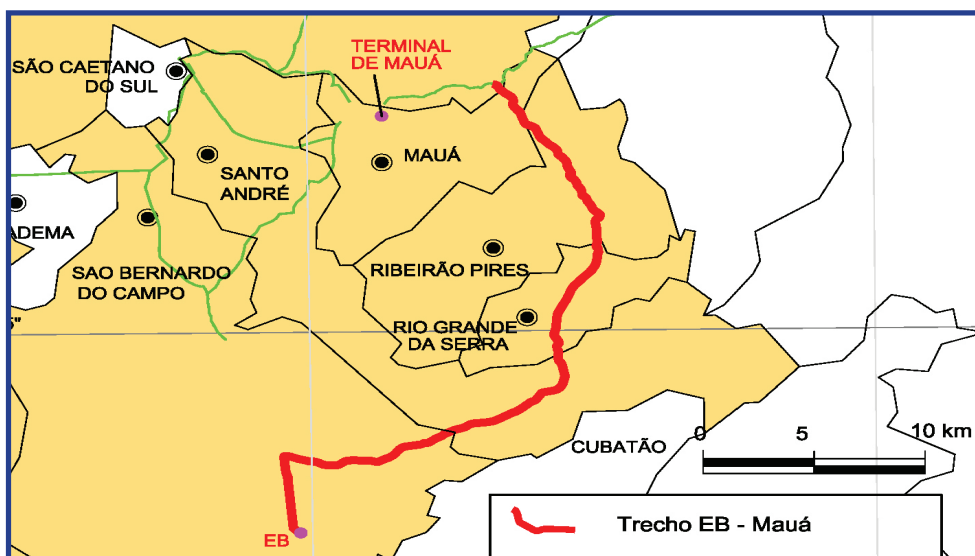 TERMINAL
DE MAUÁ
SÃO CAETANO
DO SUL
MAUÁ
SANTO
ANDRÉ
ADEMA
SAO BERNARDO
DO CAMPO
RIBEIRÃO PIRES
RIO GRANDE
DA SERRA
5"
CUBATÃO
0 5 10 km
EB
Trecho EB - Mauá